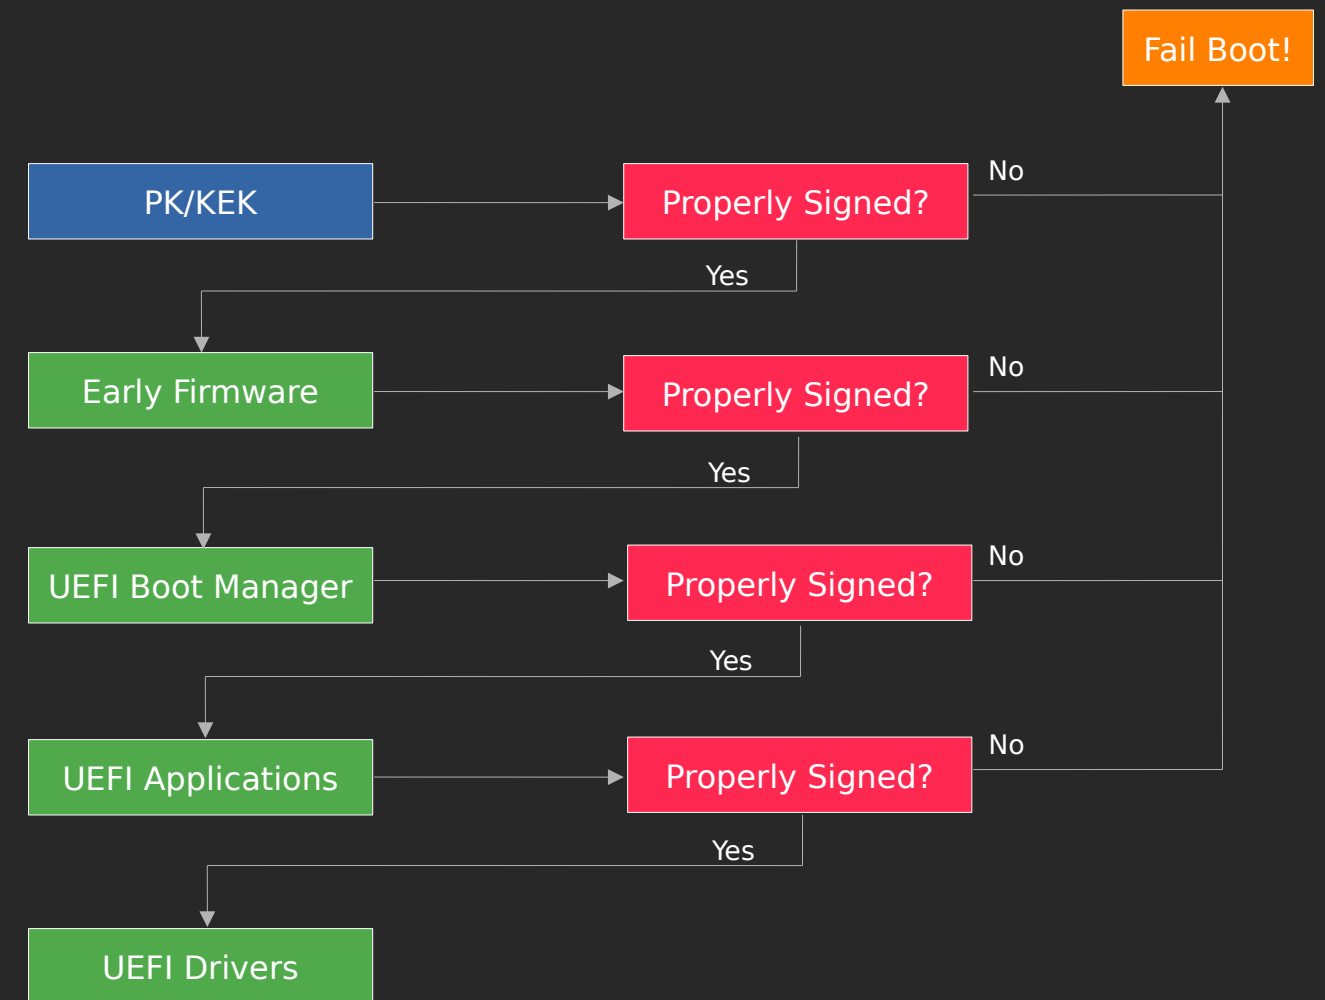 Fail Boot!
PK/KEK
Properly Signed?
No
Yes
Early Firmware
Properly Signed?
No
Yes
UEFI Boot Manager
Properly Signed?
No
Yes
UEFI Applications
Properly Signed?
No
Yes
UEFI Drivers